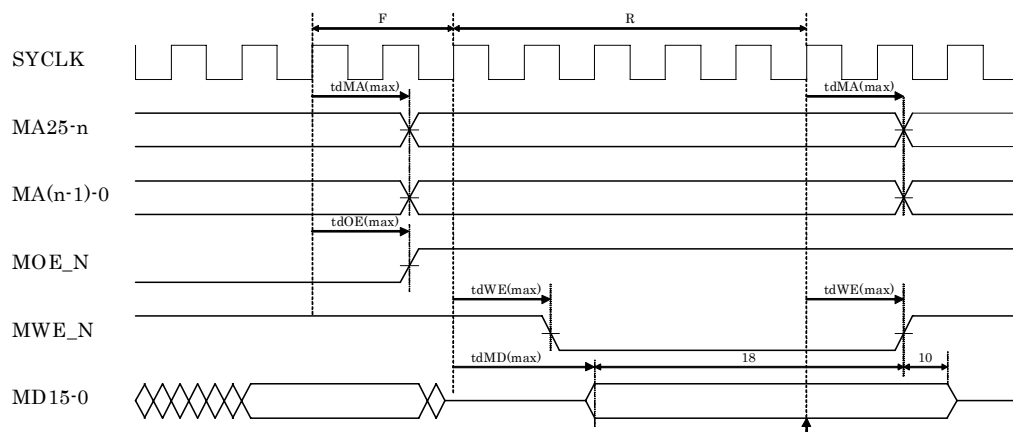 F R
SYCLK
tdMA(max) tdMA(max)
MA25-n
MA(n-1)-0
tdOE(max)
MOE_N
tdWE(max) tdWE(max)
MWE_N
tdMD(max) 18 10
MD15-0